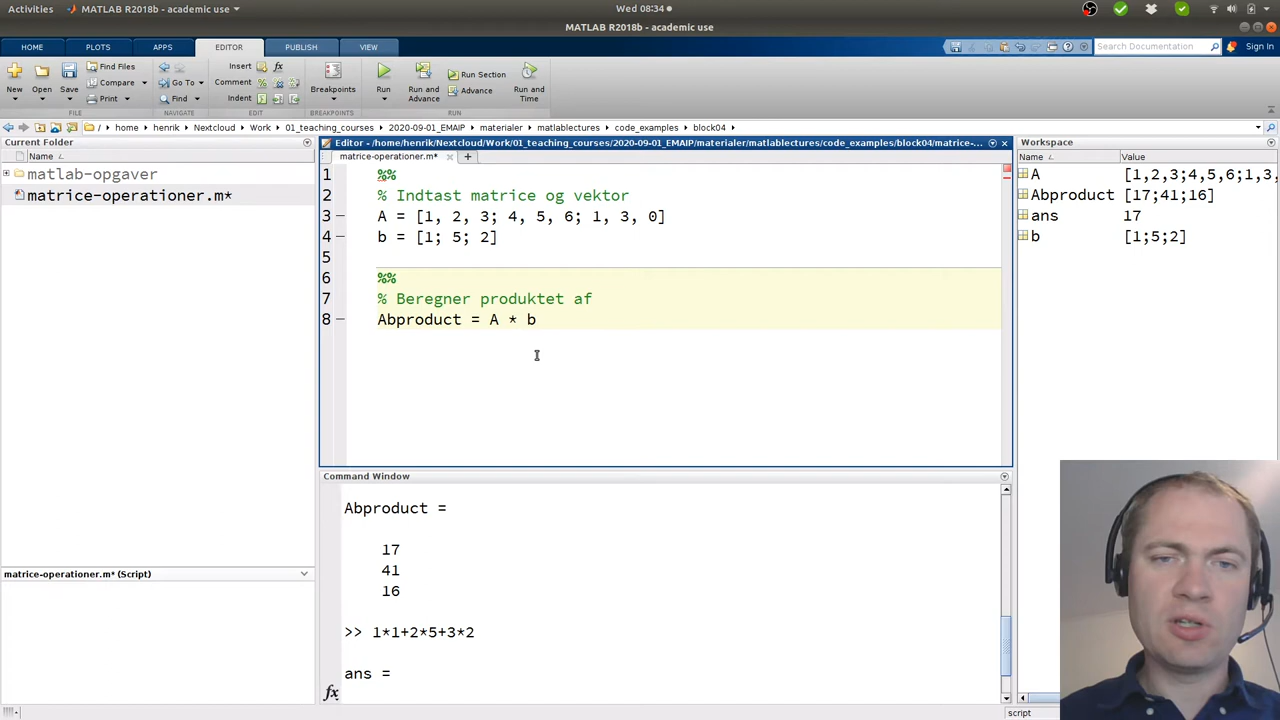 Activities MATLAB R2018b - academic use Wed 08:34
MATLAB R2018b - academic use
HOME PLOTS APPS EDITOR PUBLISH VIEW Search Documentation Sign In
New Open Save Find Files Compare Print Go To Find Insert fx Comment Indent Breakpoints Run Run and Advance Run Section Advance Run and Time
FILE NAVIGATE EDIT BREAKPOINTS RUN
/ home henrik Nextcloud Work 01_teaching_courses 2020-09-01_EMAIP materialer matlablectures code_examples block04
Current Folder
Name
matlab-opgaver
matrice-operationer.m*
matrice-operationer.m* (Script)
Editor - /home/henrik/Nextcloud/Work/01_teaching_courses/2020-09-01_EMAIP/materialer/matlablectures/code_examples/block04/matrice-...
matrice-operationer.m*
1 %%
2 % Indtast matrice og vektor
3 A = [1, 2, 3; 4, 5, 6; 1, 3, 0]
4 b = [1; 5; 2]
5
6 %%
7 % Beregner produktet af
8 Abproduct = A * b
Command Window
Abproduct =
17
41
16
>> 1*1+2*5+3*2
ans =
fx
Workspace
Name Value
A [1,2,3;4,5,6;1,3,
Abproduct [17;41;16]
ans 17
b [1;5;2]
script